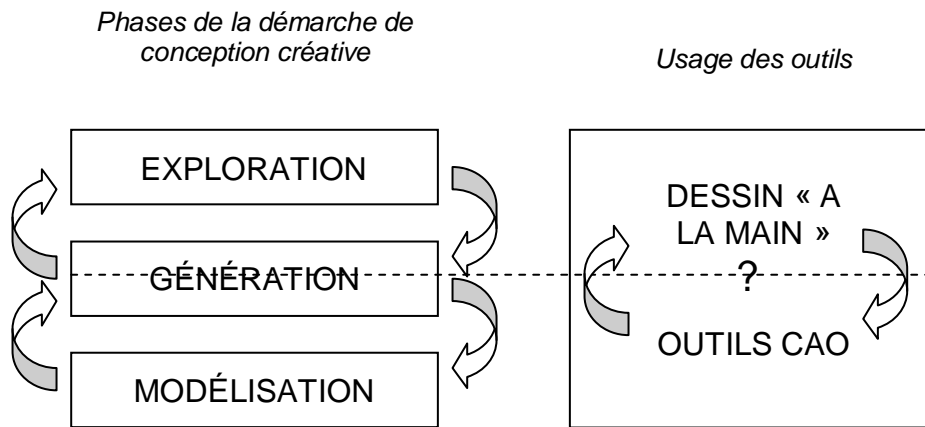 Phases de la démarche de
conception créative
Usage des outils
EXPLORATION
GÉNÉRATION
MODÉLISATION
DESSIN « A
LA MAIN »
?
OUTILS CAO